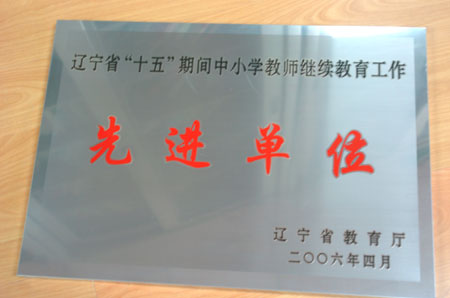 辽宁省“十五”期间中小学教师继续教育工作
先进单位
辽宁省教育厅
二〇〇六年四月